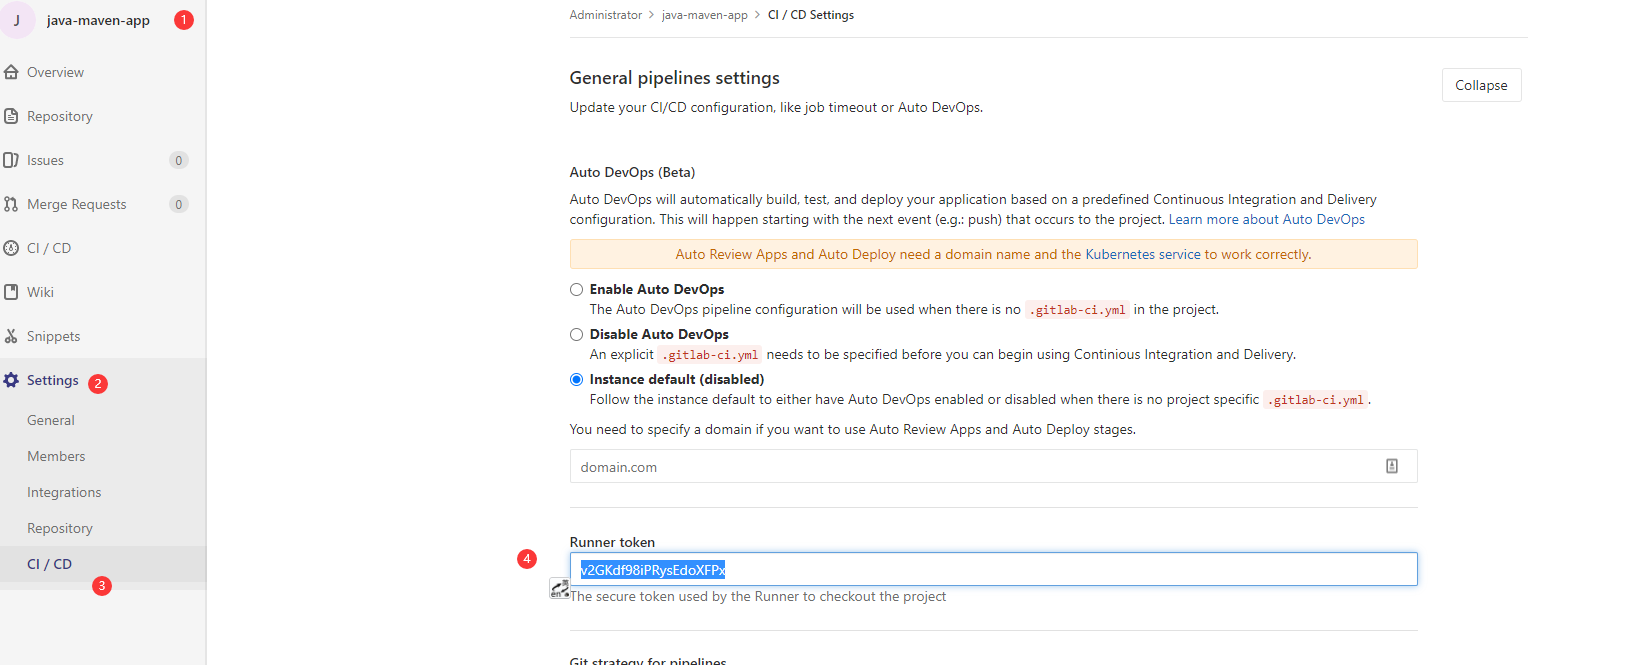 J java-maven-app 1
Overview
Repository
Issues 0
Merge Requests 0
CI / CD
Wiki
Snippets
Settings 2
General
Members
Integrations
Repository
CI / CD
3
Administrator > java-maven-app > CI / CD Settings
General pipelines settings
Collapse
Update your CI/CD configuration, like job timeout or Auto DevOps.
Auto DevOps (Beta)
Auto DevOps will automatically build, test, and deploy your application based on a predefined Continuous Integration and Delivery
configuration. This will happen starting with the next event (e.g.: push) that occurs to the project. Learn more about Auto DevOps
Auto Review Apps and Auto Deploy need a domain name and the Kubernetes service to work correctly.
Enable Auto DevOps
The Auto DevOps pipeline configuration will be used when there is no .gitlab-ci.yml in the project.
Disable Auto DevOps
An explicit .gitlab-ci.yml needs to be specified before you can begin using Continious Integration and Delivery.
Instance default (disabled)
Follow the instance default to either have Auto DevOps enabled or disabled when there is no project specific .gitlab-ci.yml.
You need to specify a domain if you want to use Auto Review Apps and Auto Deploy stages.
domain.com
Runner token
4
v2GKdf98iPRysEdoXFPx
en
The secure token used by the Runner to checkout the project
Git strategy for pipelines